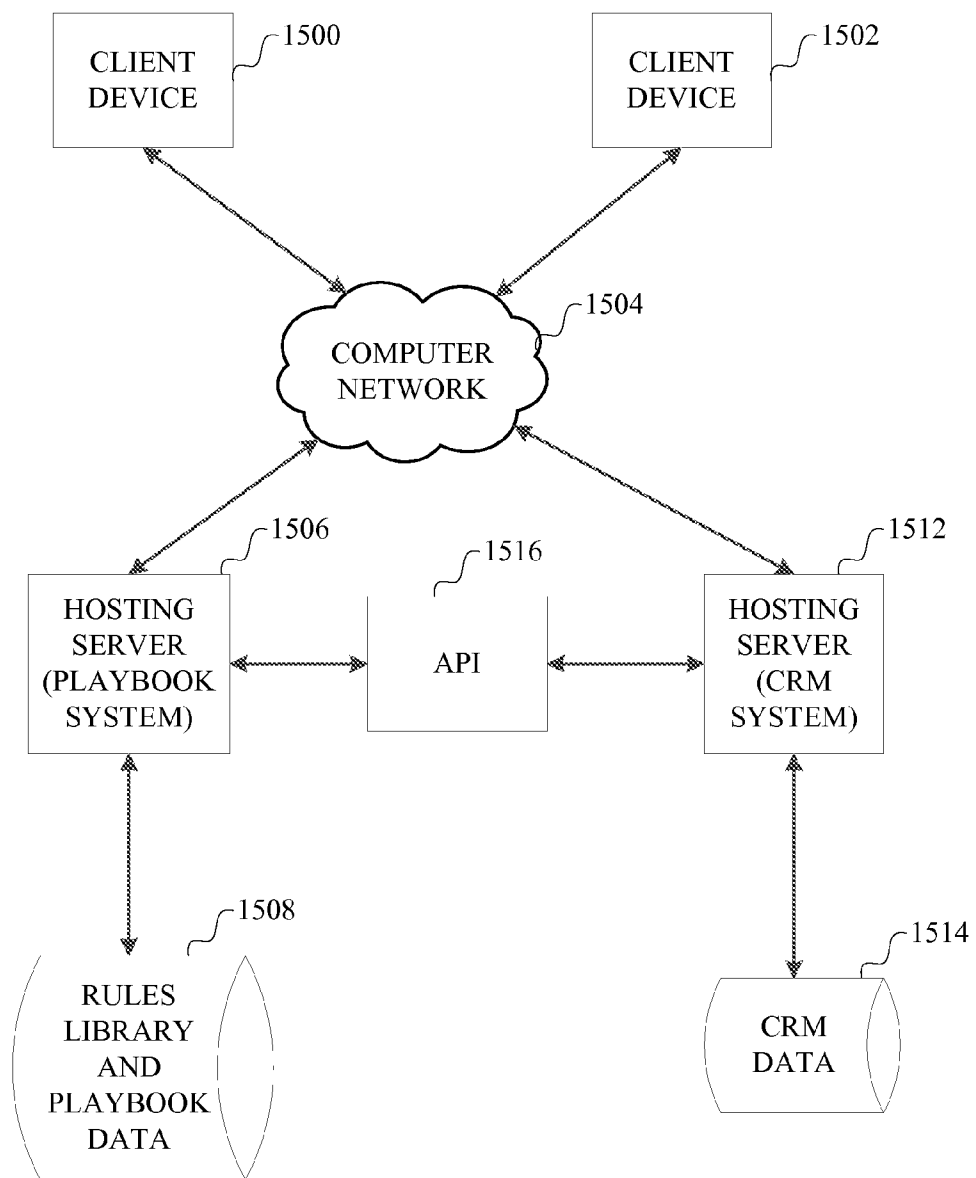 1500
CLIENT
DEVICE
1502
CLIENT
DEVICE
1504
COMPUTER
NETWORK
1506
HOSTING
SERVER
(PLAYBOOK
SYSTEM)
1516
API
1512
HOSTING
SERVER
(CRM
SYSTEM)
1508
RULES
LIBRARY
AND
PLAYBOOK
DATA
1514
CRM
DATA